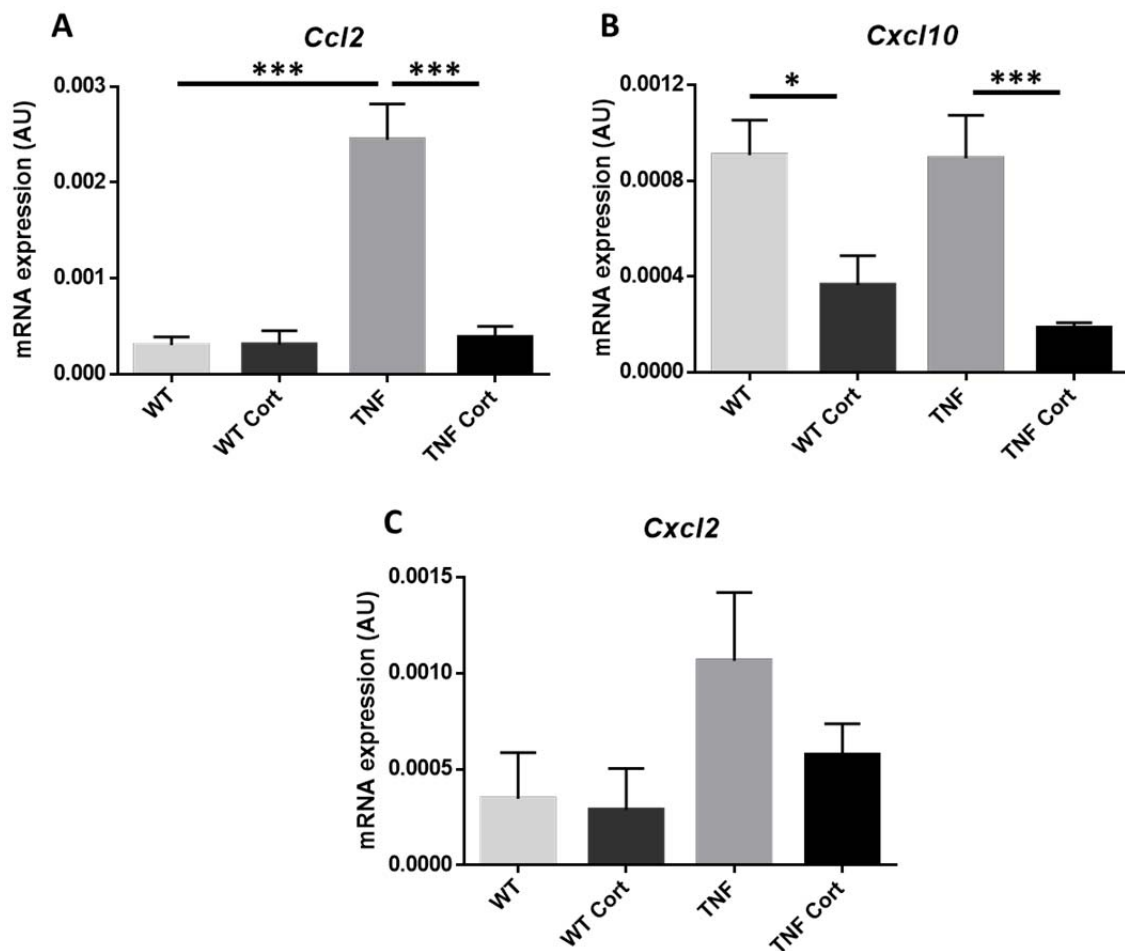 A
Ccl2
*** ***
mRNA expression (AU)
0.003
0.002
0.001
0.000
WT
WT Cort
TNF
TNF Cort
B
Cxcl10
* ***
mRNA expression (AU)
0.0012
0.0008
0.0004
0.0000
WT
WT Cort
TNF
TNF Cort
C
Cxcl2
mRNA expression (AU)
0.0015
0.0010
0.0005
0.0000
WT
WT Cort
TNF
TNF Cort